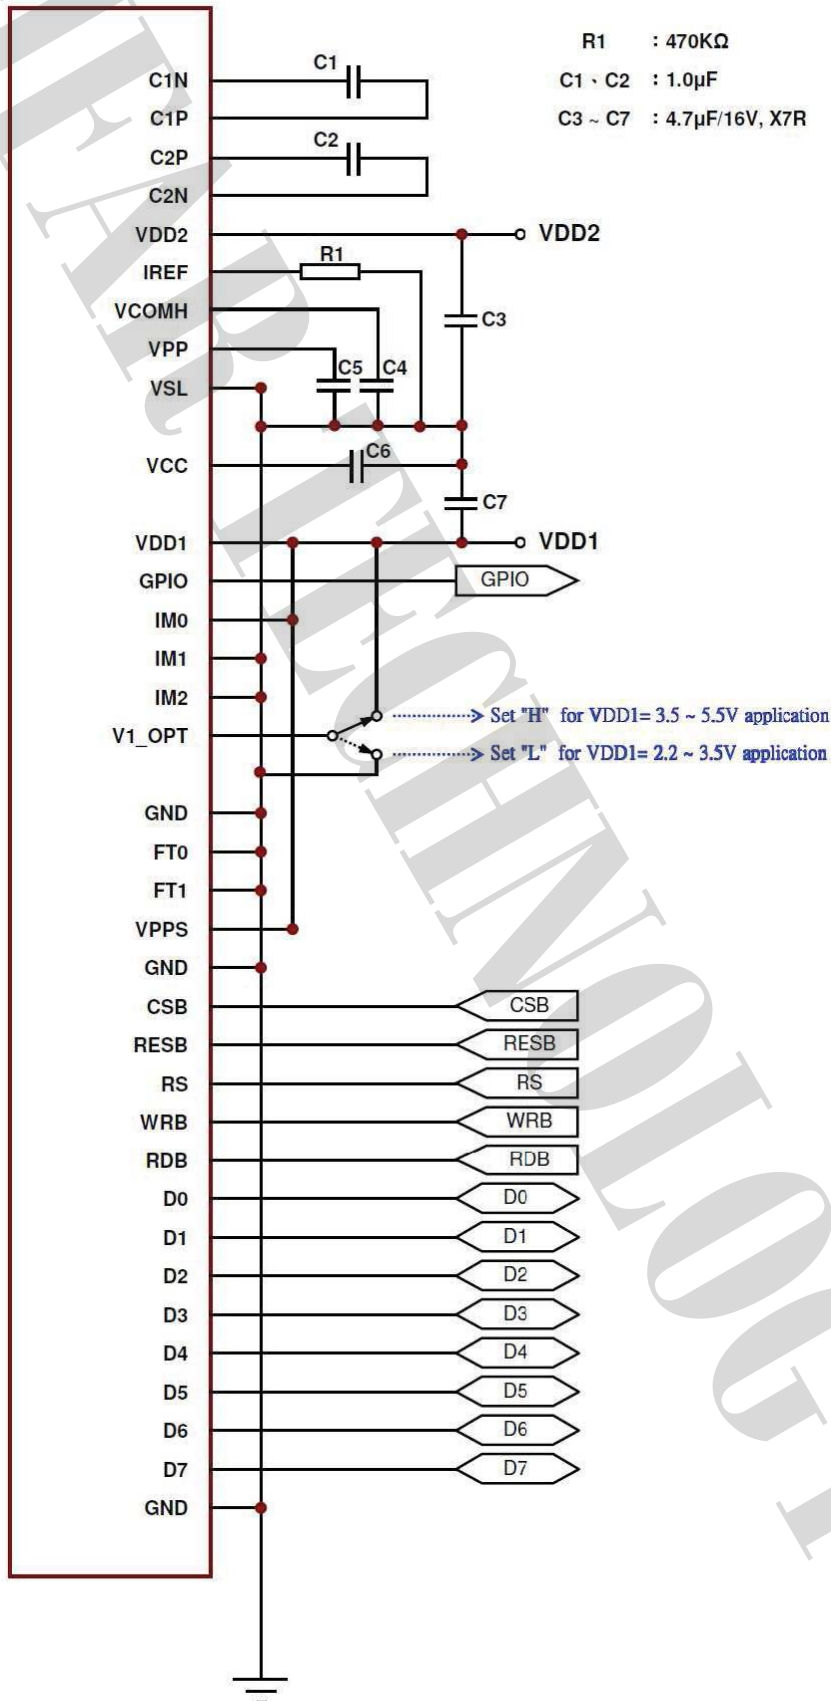 R1 : 470KΩ
C1、C2 : 1.0µF
C3 ~ C7 : 4.7µF/16V, X7R
C1N
C1
C1P
C2P
C2
C2N
VDD2
VDD2
IREF
R1
VCOMH
C3
VPP
VSL
C5
C4
VCC
C6
C7
VDD1
VDD1
GPIO
GPIO
IM0
IM1
IM2
Set "H" for VDD1= 3.5 ~ 5.5V application
V1_OPT
Set "L" for VDD1= 2.2 ~ 3.5V application
GND
FT0
FT1
VPPS
GND
CSB
CSB
RESB
RESB
RS
RS
WRB
WRB
RDB
RDB
D0
D0
D1
D1
D2
D2
D3
D3
D4
D4
D5
D5
D6
D6
D7
D7
GND
TECHNOLOGY